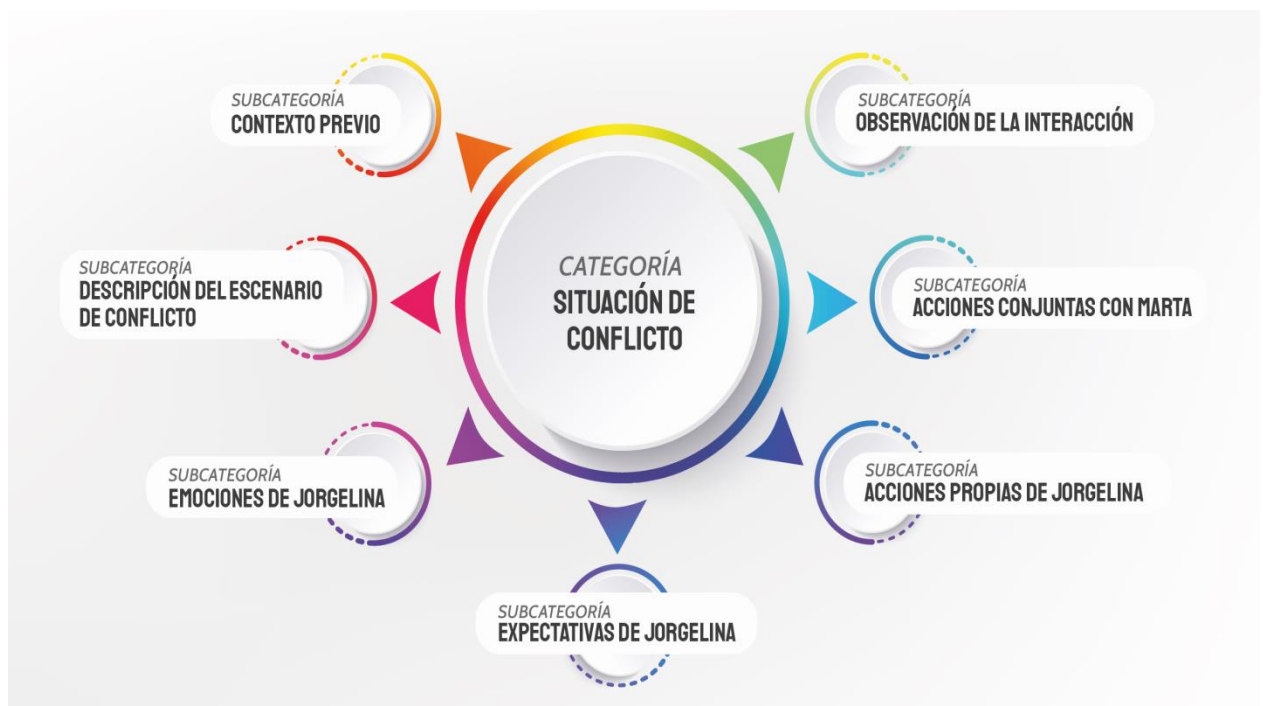 SUBCATEGORÍA
CONTEXTO PREVIO
SUBCATEGORÍA
OBSERVACIÓN DE LA INTERACCIÓN
CATEGORÍA
SITUACIÓN DE
CONFLICTO
SUBCATEGORÍA
DESCRIPCIÓN DEL ESCENARIO
DE CONFLICTO
SUBCATEGORÍA
ACCIONES CONJUNTAS CON MARTA
SUBCATEGORÍA
EMOCIONES DE JORGELINA
SUBCATEGORÍA
ACCIONES PROPIAS DE JORGELINA
SUBCATEGORÍA
EXPECTATIVAS DE JORGELINA